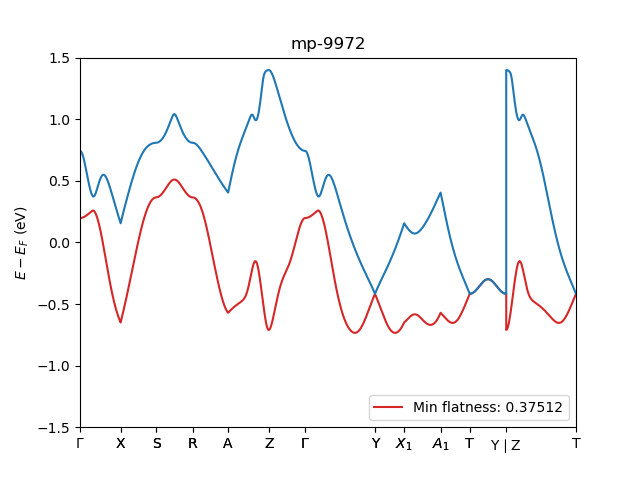 mp-9972
E − E_F (eV)
1.5
1.0
0.5
0.0
−0.5
−1.0
−1.5
Min flatness: 0.37512
Γ X S R A Z Γ Y X₁ A₁ T Y | Z T